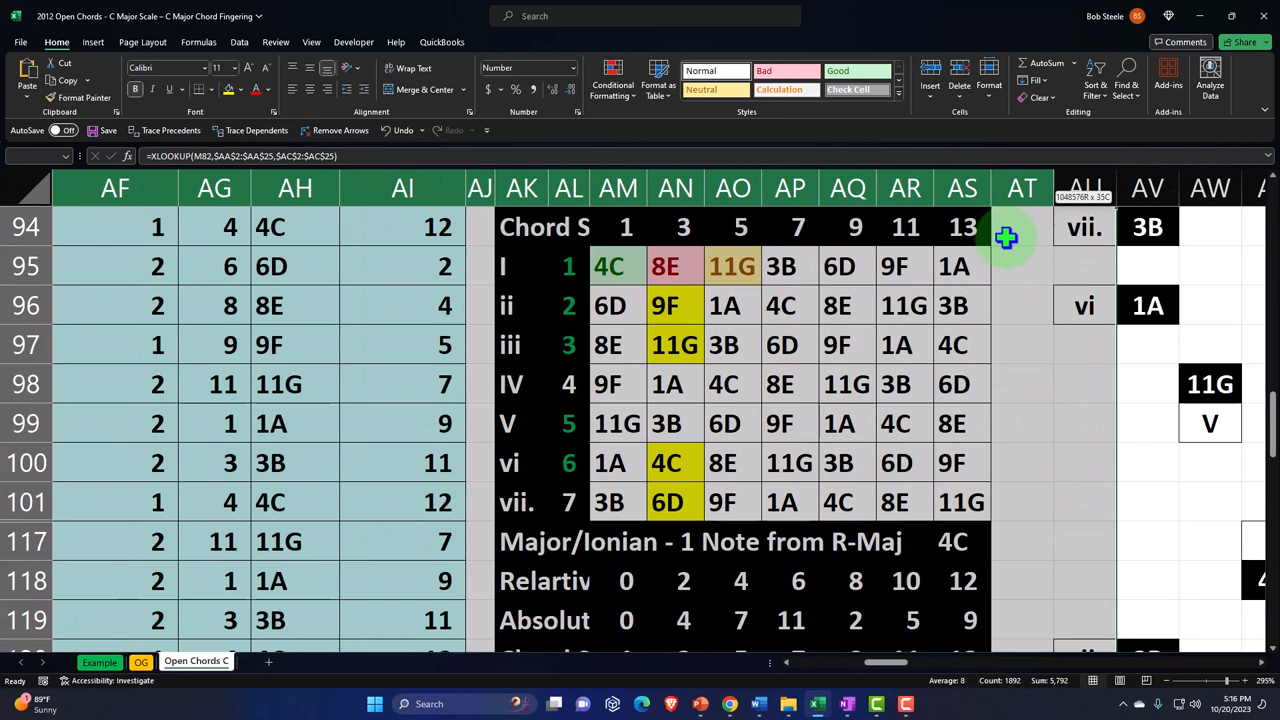 2012 Open Chords - C Major Scale – C Major Chord Fingering
Search
Bob Steele BS
File Home Insert Page Layout Formulas Data Review View Developer Help QuickBooks
Comments Share
Paste Cut Copy Format Painter
Calibri 11
B I U
Wrap Text
Merge & Center
Number
Conditional Formatting
Format as Table
Normal Bad Good
Neutral Calculation Check Cell
Insert Delete Format
AutoSum
Fill
Clear
Sort & Filter
Find & Select
Add-ins
Analyze Data
Clipboard Font Alignment Number Styles Cells Editing Add-ins
AutoSave Off Save Trace Precedents Trace Dependents Remove Arrows Undo Redo
fx =XLOOKUP(M82,$AA$2:$AA$25,$AC$2:$AC$25)
AF AG AH AI AJ AK AL AM AN AO AP AQ AR AS AT AU AV AW
1048576R x 35C
94 1 4 4C 12 Chord S 1 3 5 7 9 11 13 vii. 3B
95 2 6 6D 2 I 1 4C 8E 11G 3B 6D 9F 1A
96 2 8 8E 4 ii 2 6D 9F 1A 4C 8E 11G 3B vi 1A
97 1 9 9F 5 iii 3 8E 11G 3B 6D 9F 1A 4C
98 2 11 11G 7 IV 4 9F 1A 4C 8E 11G 3B 6D 11G
99 2 1 1A 9 V 5 11G 3B 6D 9F 1A 4C 8E V
100 2 3 3B 11 vi 6 1A 4C 8E 11G 3B 6D 9F
101 1 4 4C 12 vii. 7 3B 6D 9F 1A 4C 8E 11G
117 2 11 11G 7 Major/Ionian - 1 Note from R-Maj 4C
118 2 1 1A 9 Relartiv 0 2 4 6 8 10 12
119 2 3 3B 11 Absolut 0 4 7 11 2 5 9
Example OG Open Chords C
Ready Accessibility: Investigate Average: 8 Count: 1892 Sum: 5,792 295%
89°F
Sunny
Search
5:16 PM
10/20/2023